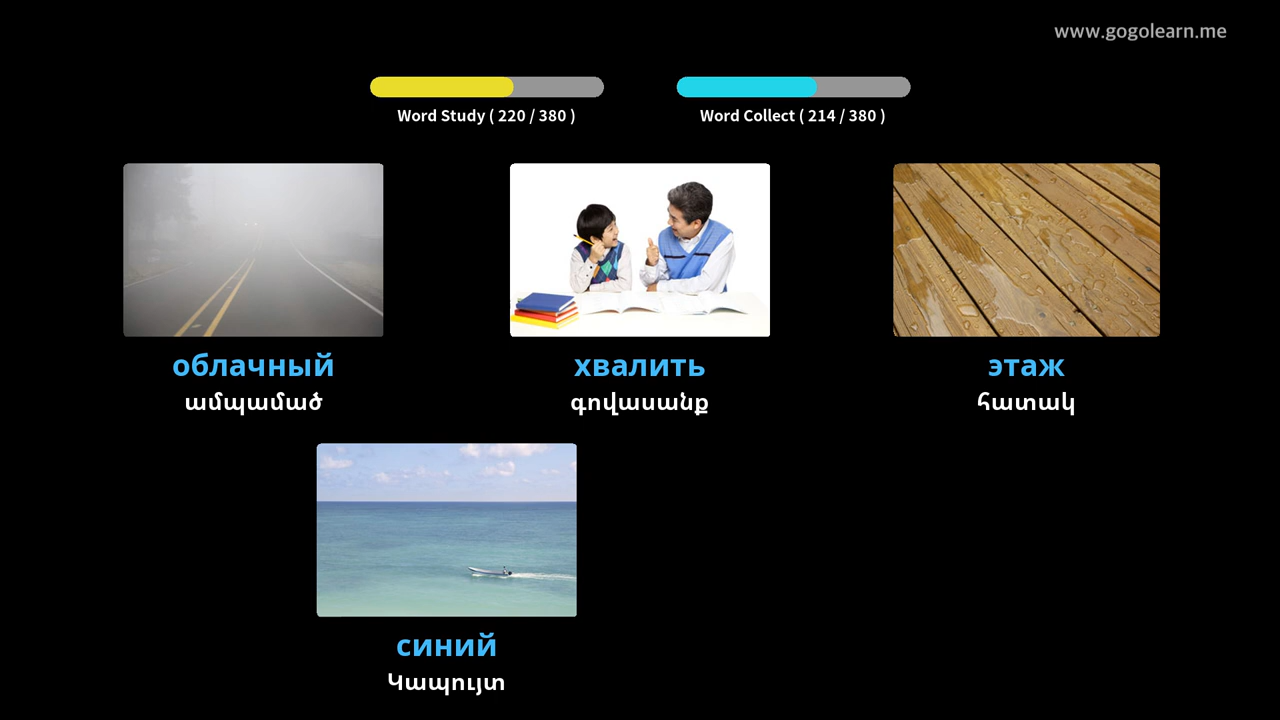 www.gogolearn.me
Word Study ( 220 / 380 )
Word Collect ( 214 / 380 )
облачный
ամպամած
хвалить
գովասանք
этаж
հատակ
синий
Կապույտ